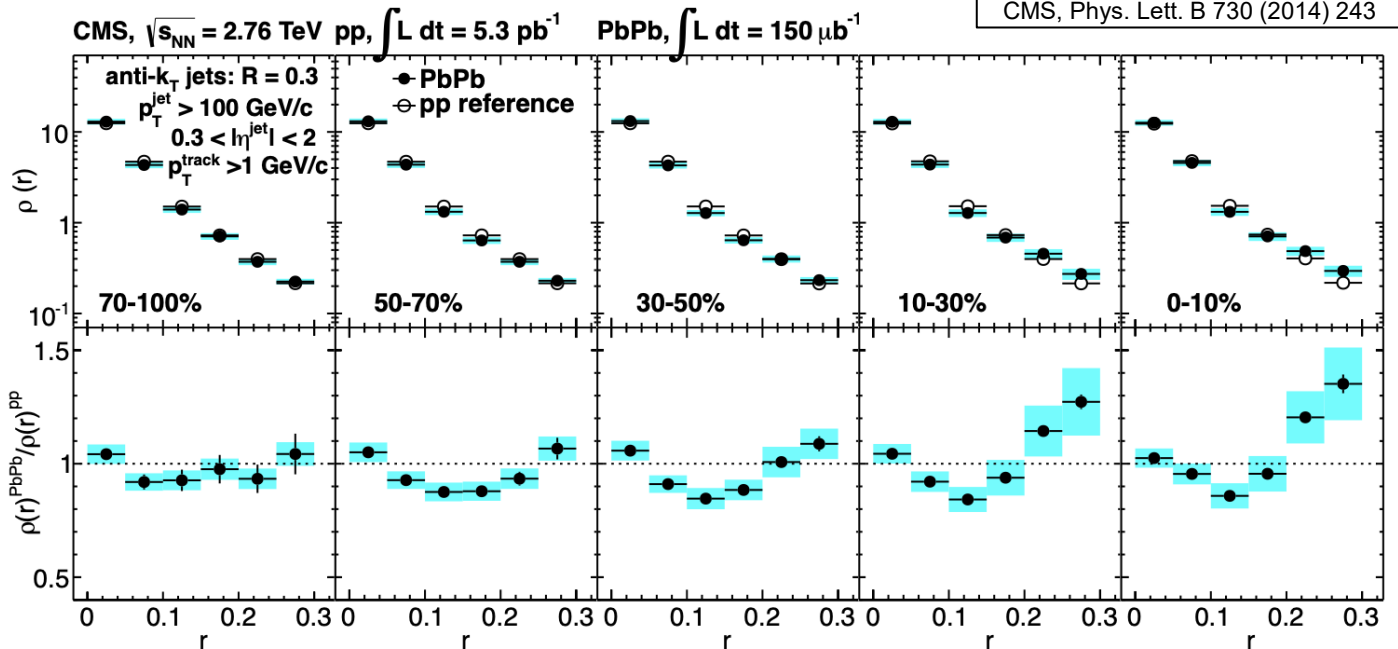 CMS, Phys. Lett. B 730 (2014) 243
CMS, √s_NN = 2.76 TeV pp, ∫L dt = 5.3 pb⁻¹ PbPb, ∫L dt = 150 μb⁻¹
anti-k_T jets: R = 0.3
p_T^jet > 100 GeV/c
0.3 < |η^jet| < 2
p_T^track >1 GeV/c
PbPb
pp reference
ρ (r)
10
1
10⁻¹
70-100% 50-70% 30-50% 10-30% 0-10%
ρ(r)^PbPb/ρ(r)^pp
1.5
1
0.5
0 0.1 0.2 0.3 0 0.1 0.2 0.3 0 0.1 0.2 0.3 0 0.1 0.2 0.3 0 0.1 0.2 0.3
r r r r r